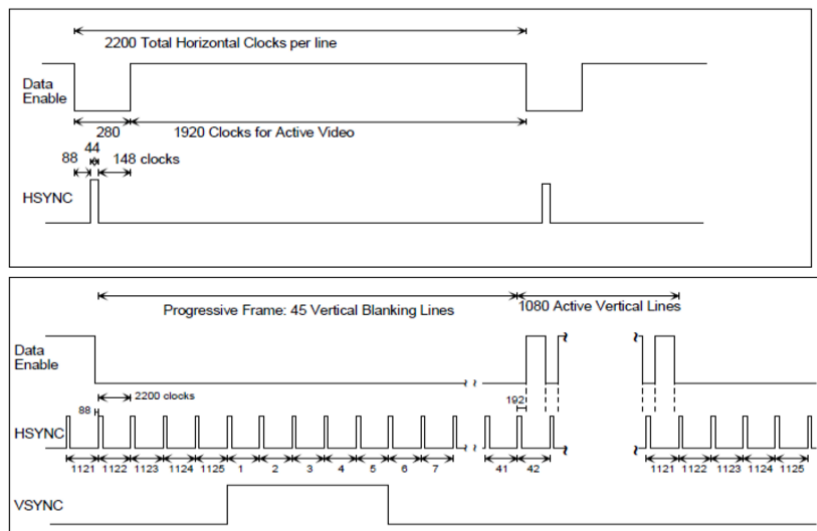 2200 Total Horizontal Clocks per line
Data
Enable
280
1920 Clocks for Active Video
44
88
148 clocks
HSYNC
Progressive Frame: 45 Vertical Blanking Lines
1080 Active Vertical Lines
Data
Enable
2200 clocks
88
192
HSYNC
1121 1122 1123 1124 1125 1 2 3 4 5 6 7 41 42 1121 1122 1123 1124 1125
VSYNC